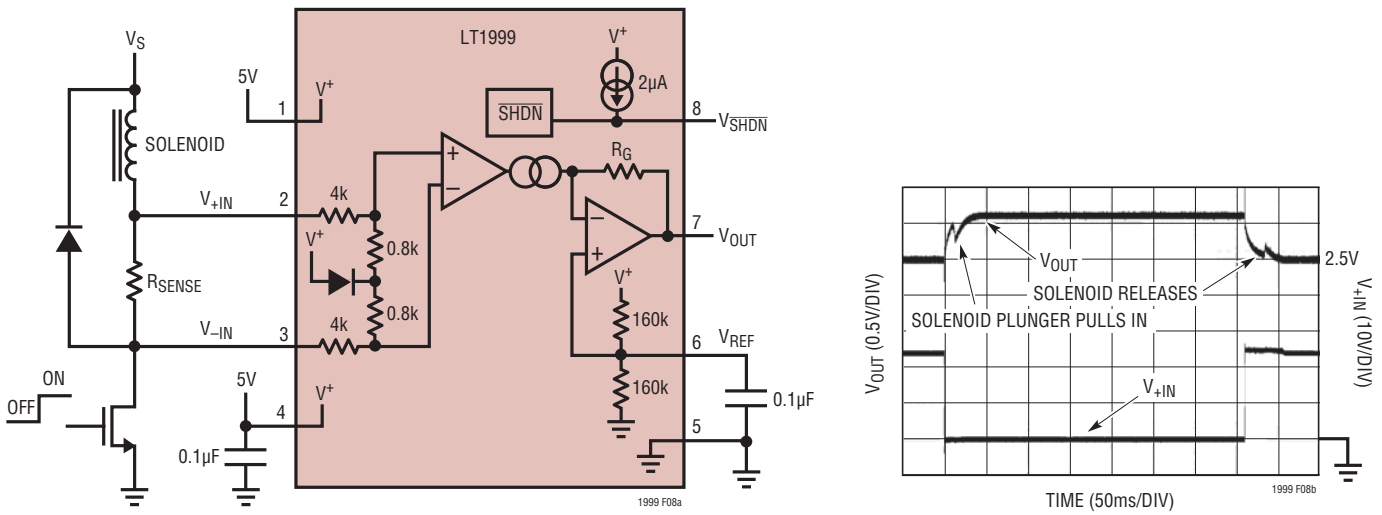 LT1999
V+
VS
5V
V+
2µA
1
SHDN
8
VSHDN
SOLENOID
RG
V+IN
2
4k
V+
0.8k
7
VOUT
RSENSE
V+
0.8k
V–IN
3
4k
160k
6
VREF
5V
V+
160k
ON
OFF
4
5
0.1µF
0.1µF
1999 F08a
VOUT (0.5V/DIV)
VOUT
2.5V
SOLENOID RELEASES
SOLENOID PLUNGER PULLS IN
V+IN
V+IN (10V/DIV)
TIME (50ms/DIV)
1999 F08b